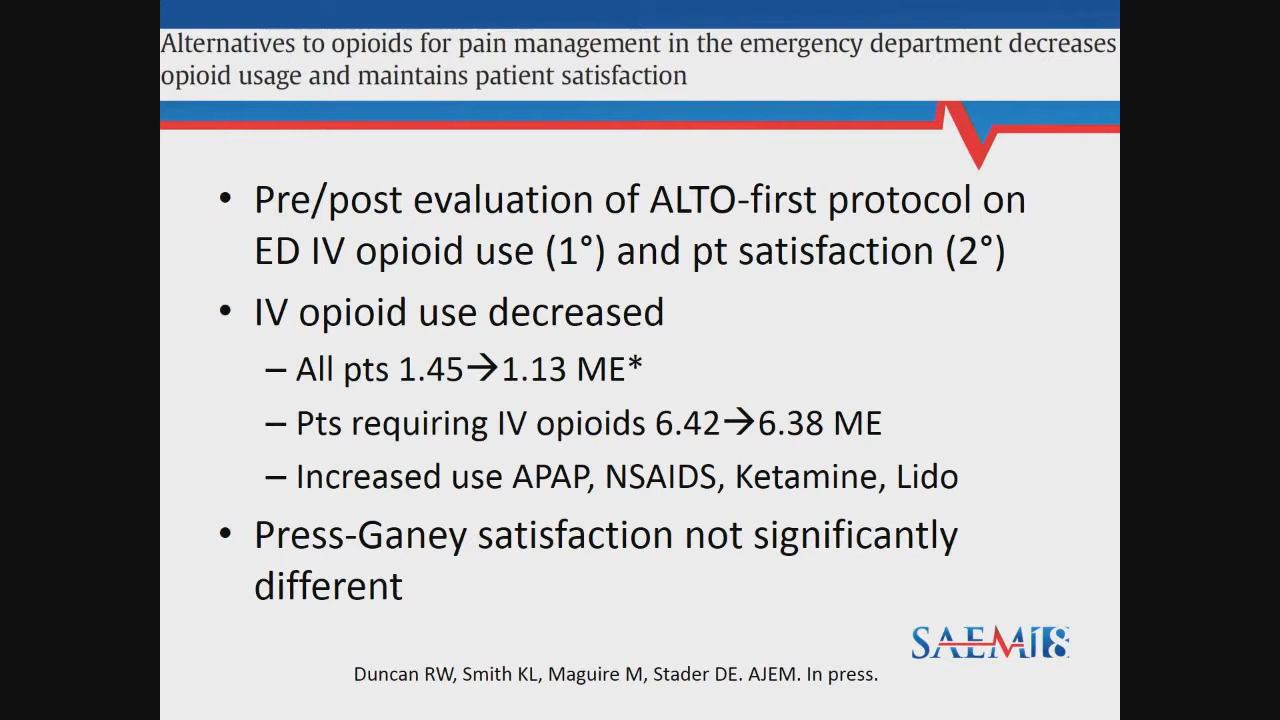 Alternatives to opioids for pain management in the emergency department decreases
opioid usage and maintains patient satisfaction
• Pre/post evaluation of ALTO-first protocol on
ED IV opioid use (1°) and pt satisfaction (2°)
• IV opioid use decreased
– All pts 1.45→1.13 ME*
– Pts requiring IV opioids 6.42→6.38 ME
– Increased use APAP, NSAIDS, Ketamine, Lido
• Press-Ganey satisfaction not significantly
different
SAEM18
Duncan RW, Smith KL, Maguire M, Stader DE. AJEM. In press.